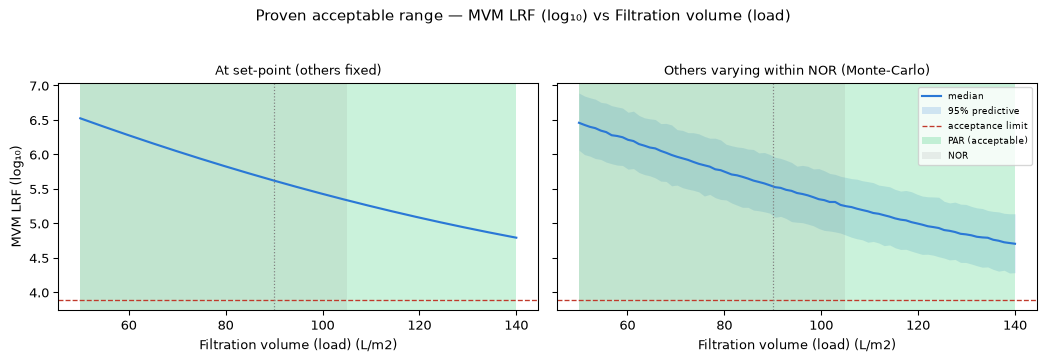 Proven acceptable range — MVM LRF (log₁₀) vs Filtration volume (load)
At set-point (others fixed)
MVM LRF (log₁₀)
7.0
6.5
6.0
5.5
5.0
4.5
4.0
60 80 100 120 140
Filtration volume (load) (L/m2)
Others varying within NOR (Monte-Carlo)
median
95% predictive
acceptance limit
PAR (acceptable)
NOR
60 80 100 120 140
Filtration volume (load) (L/m2)